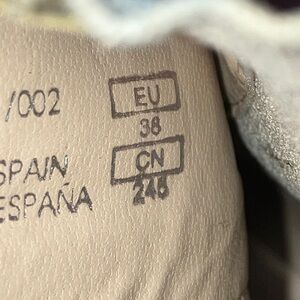 /002 EU
38
SPAIN CN
ESPAÑA 245